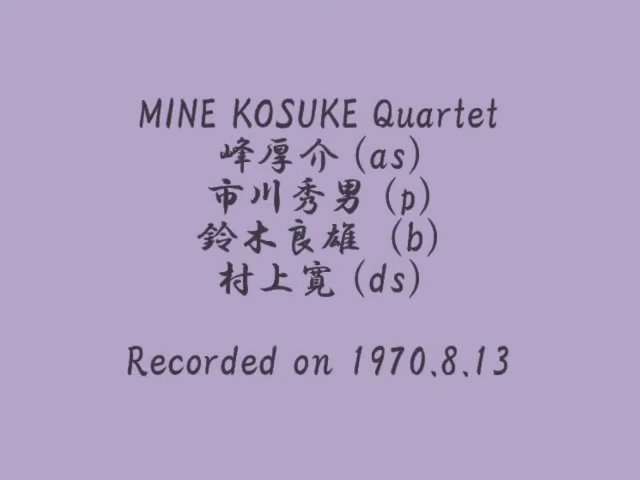 MINE KOSUKE Quartet
峰厚介 (as)
市川秀男 (p)
鈴木良雄 (b)
村上寛 (ds)
Recorded on 1970.8.13